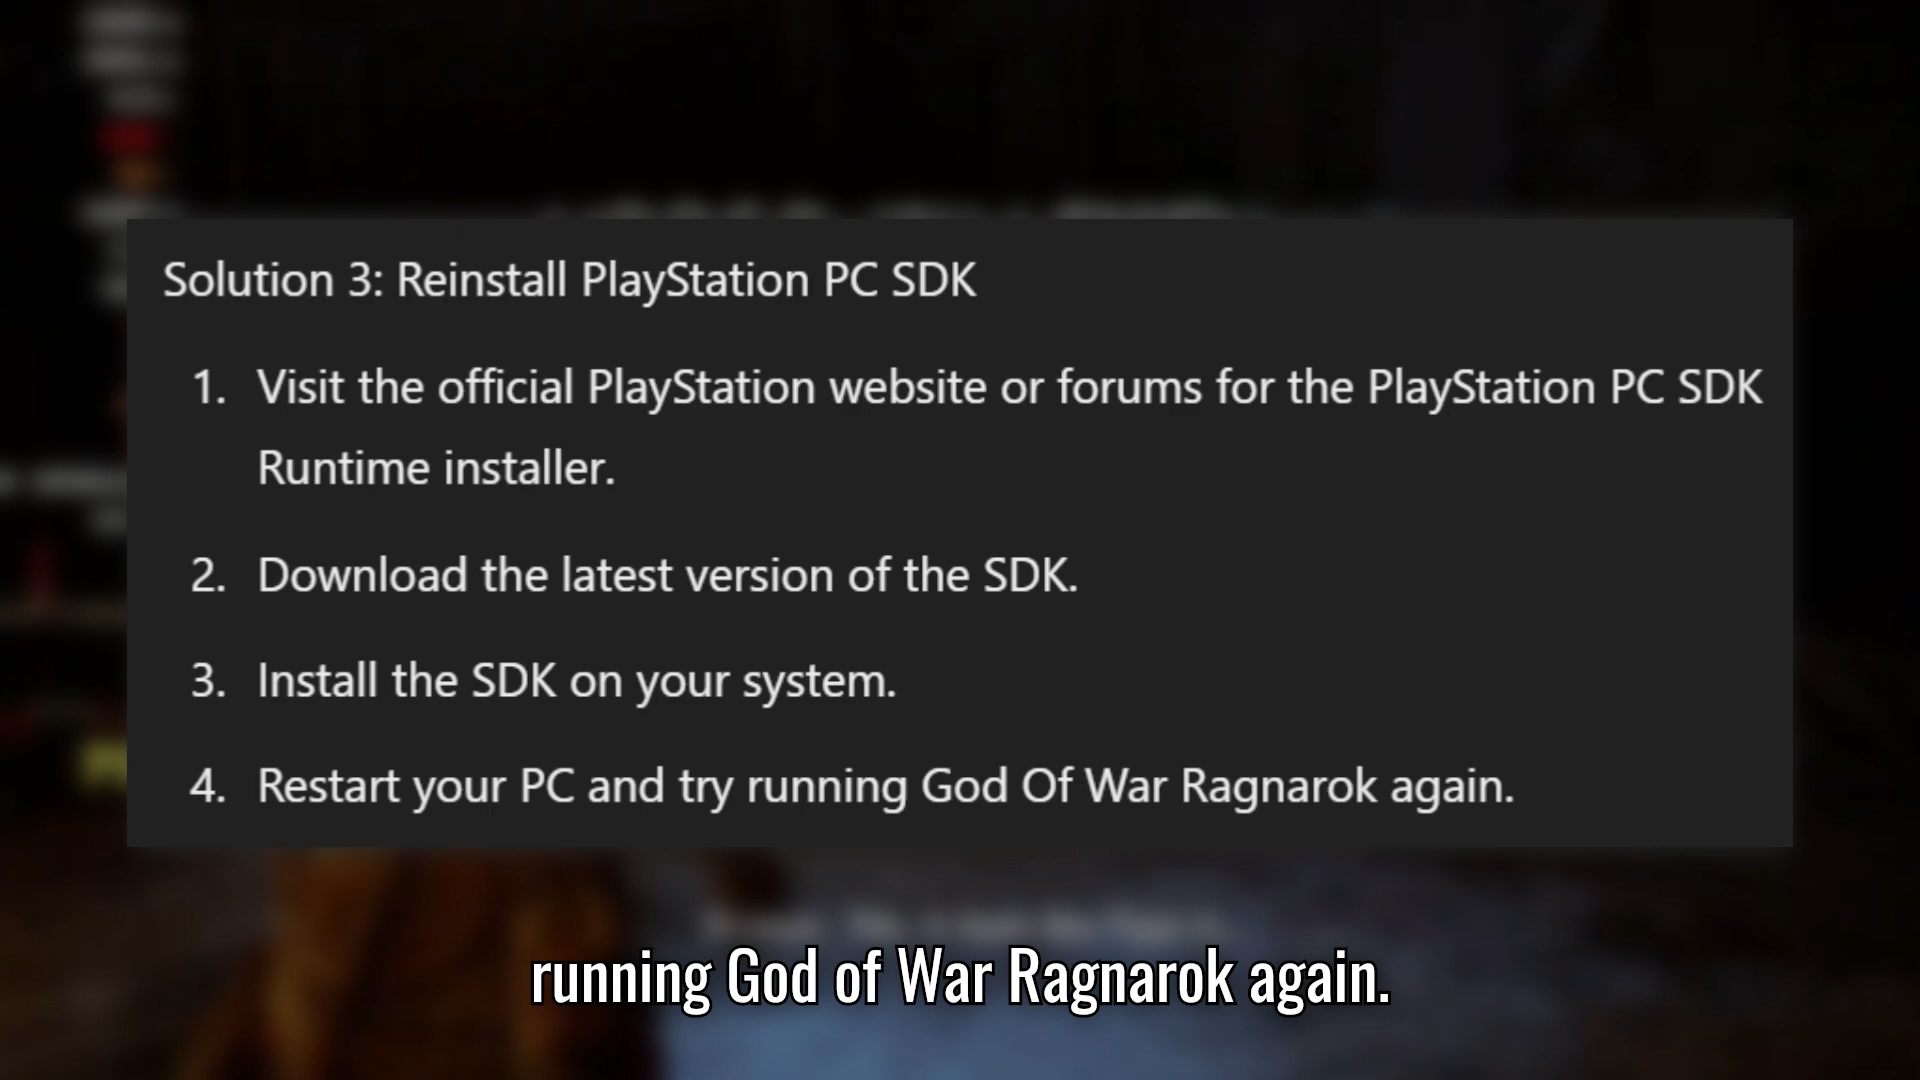 Solution 3: Reinstall PlayStation PC SDK
1. Visit the official PlayStation website or forums for the PlayStation PC SDK
Runtime installer.
2. Download the latest version of the SDK.
3. Install the SDK on your system.
4. Restart your PC and try running God Of War Ragnarok again.
running God of War Ragnarok again.